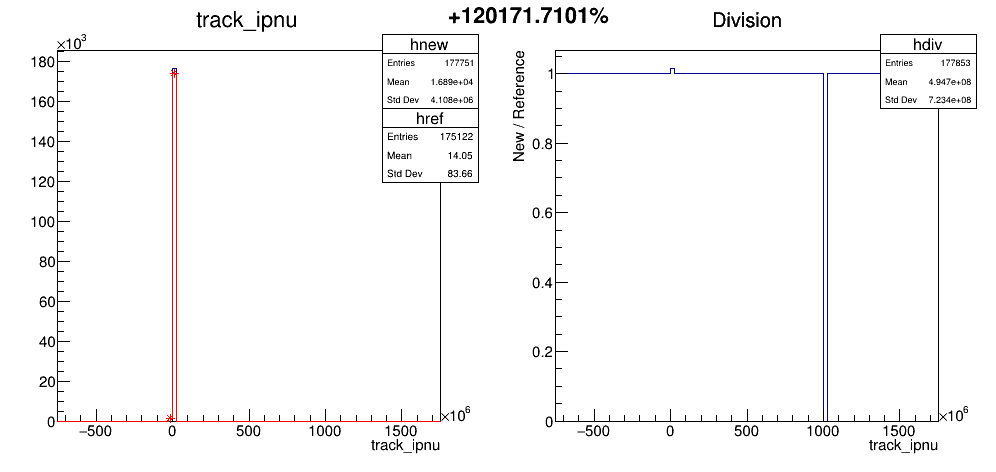 +120171.7101%
track_ipnu
×10³
180
160
140
120
100
80
60
40
20
0
−500
0
500
1000
1500
×10⁶
track_ipnu
hnew
Entries 177751
Mean 1.689e+04
Std Dev 4.108e+06
href
Entries 175122
Mean 14.05
Std Dev 83.66
Division
New / Reference
1
0.8
0.6
0.4
0.2
0
−500
0
500
1000
1500
×10⁶
track_ipnu
hdiv
Entries 177853
Mean 4.947e+08
Std Dev 7.234e+08